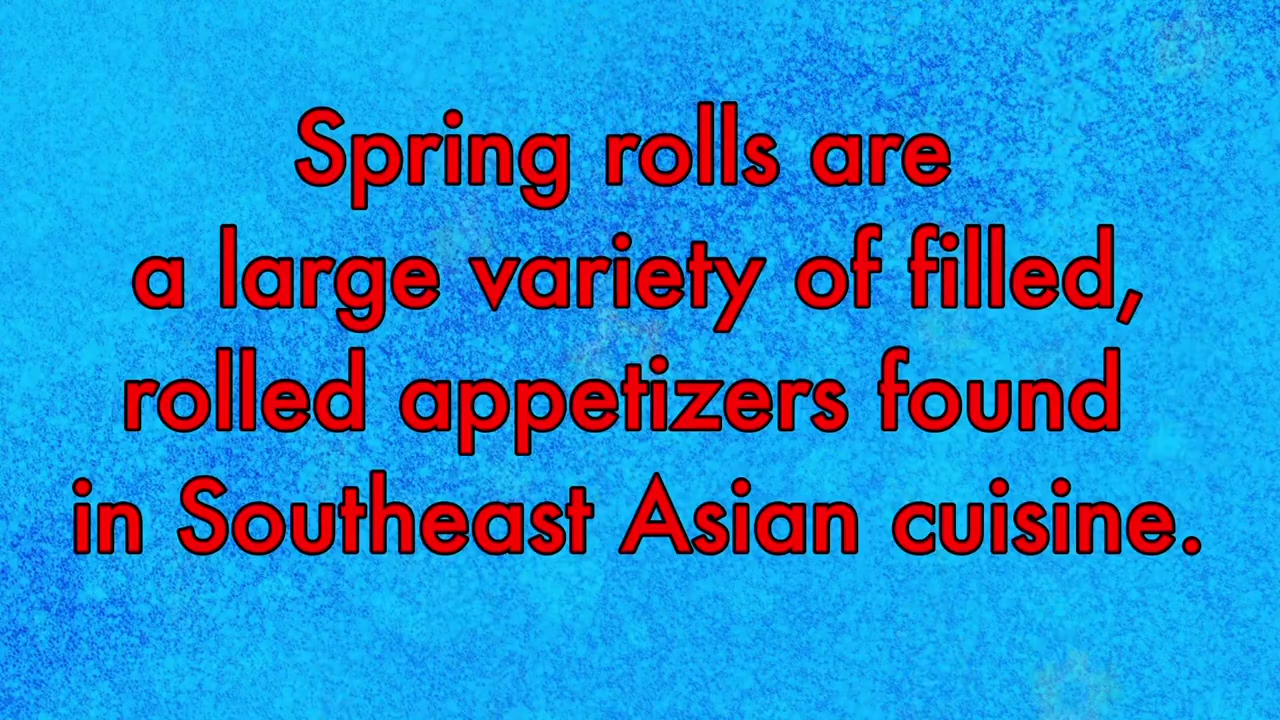 Spring rolls are
a large variety of filled,
rolled appetizers found
in Southeast Asian cuisine.